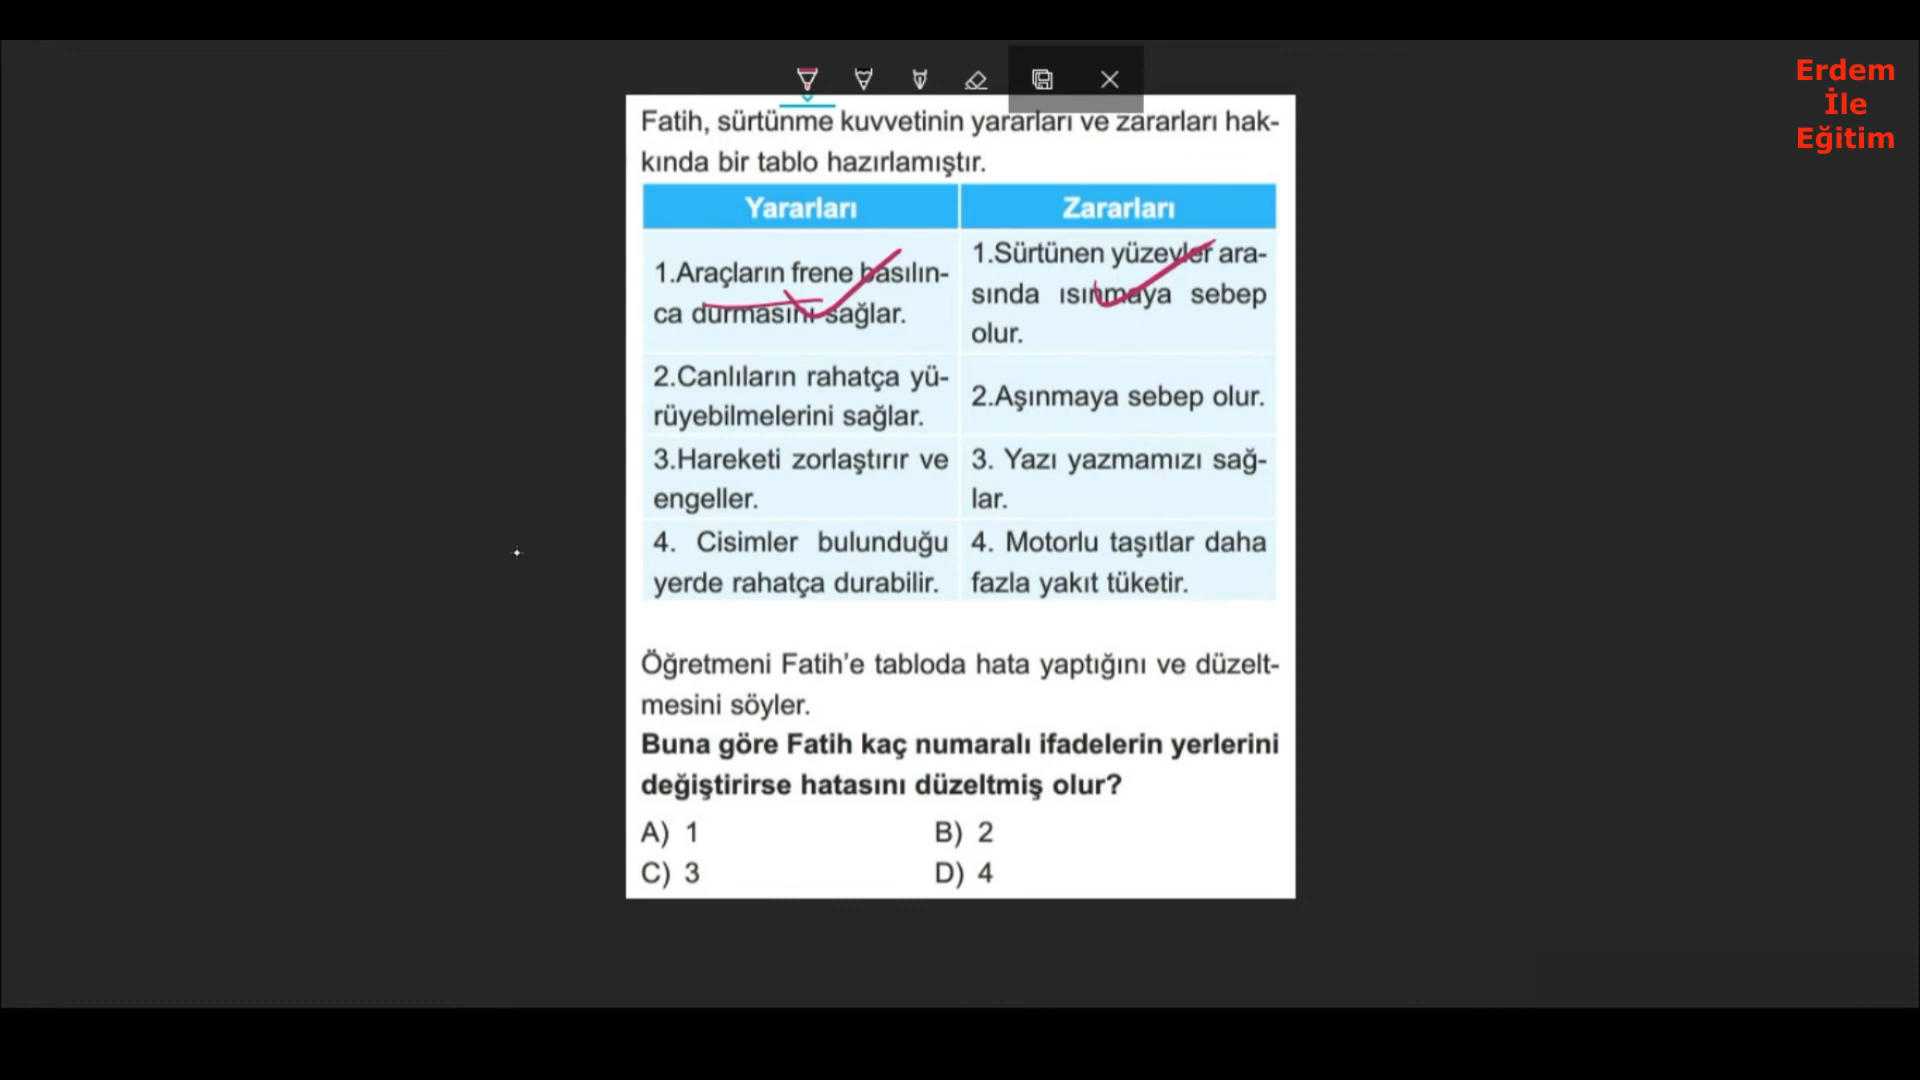 Erdem
İle
Eğitim
Fatih, sürtünme kuvvetinin yararları ve zararları hak-
kında bir tablo hazırlamıştır.
Yararları
Zararları
1.Araçların frene basılın-
ca durmasını sağlar.
1.Sürtünen yüzeyler ara-
sında ısınmaya sebep
olur.
2.Canlıların rahatça yü-
rüyebilmelerini sağlar.
2.Aşınmaya sebep olur.
3.Hareketi zorlaştırır ve
engeller.
3. Yazı yazmamızı sağ-
lar.
4. Cisimler bulunduğu
yerde rahatça durabilir.
4. Motorlu taşıtlar daha
fazla yakıt tüketir.
Öğretmeni Fatih’e tabloda hata yaptığını ve düzelt-
mesini söyler.
Buna göre Fatih kaç numaralı ifadelerin yerlerini
değiştirirse hatasını düzeltmiş olur?
A) 1
B) 2
C) 3
D) 4